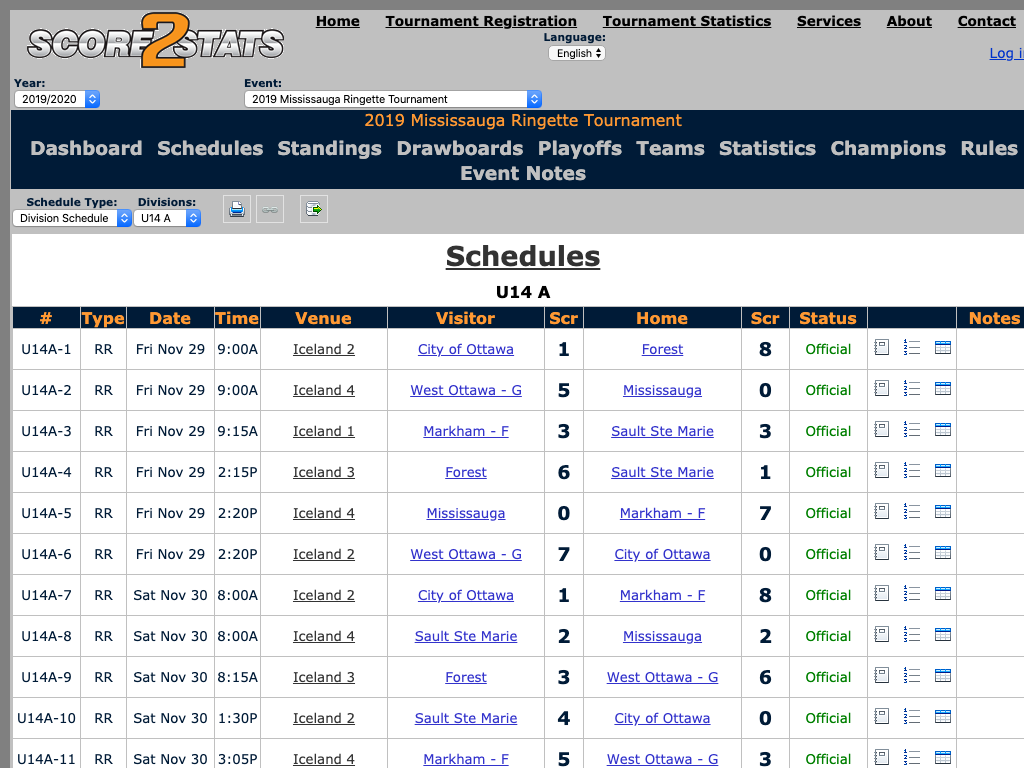 SCORE2STATS
Home Tournament Registration Tournament Statistics Services About Contact
Language:
English
Log i
Year: Event:
2019/2020 2019 Mississauga Ringette Tournament
2019 Mississauga Ringette Tournament
Dashboard Schedules Standings Drawboards Playoffs Teams Statistics Champions Rules
Event Notes
Schedule Type: Divisions:
Division Schedule U14 A
Schedules
U14 A
# Type Date Time Venue Visitor Scr Home Scr Status Notes
U14A-1 RR Fri Nov 29 9:00A Iceland 2 City of Ottawa 1 Forest 8 Official
U14A-2 RR Fri Nov 29 9:00A Iceland 4 West Ottawa - G 5 Mississauga 0 Official
U14A-3 RR Fri Nov 29 9:15A Iceland 1 Markham - F 3 Sault Ste Marie 3 Official
U14A-4 RR Fri Nov 29 2:15P Iceland 3 Forest 6 Sault Ste Marie 1 Official
U14A-5 RR Fri Nov 29 2:20P Iceland 4 Mississauga 0 Markham - F 7 Official
U14A-6 RR Fri Nov 29 2:20P Iceland 2 West Ottawa - G 7 City of Ottawa 0 Official
U14A-7 RR Sat Nov 30 8:00A Iceland 2 City of Ottawa 1 Markham - F 8 Official
U14A-8 RR Sat Nov 30 8:00A Iceland 4 Sault Ste Marie 2 Mississauga 2 Official
U14A-9 RR Sat Nov 30 8:15A Iceland 3 Forest 3 West Ottawa - G 6 Official
U14A-10 RR Sat Nov 30 1:30P Iceland 2 Sault Ste Marie 4 City of Ottawa 0 Official
U14A-11 RR Sat Nov 30 3:05P Iceland 4 Markham - F 5 West Ottawa - G 3 Official